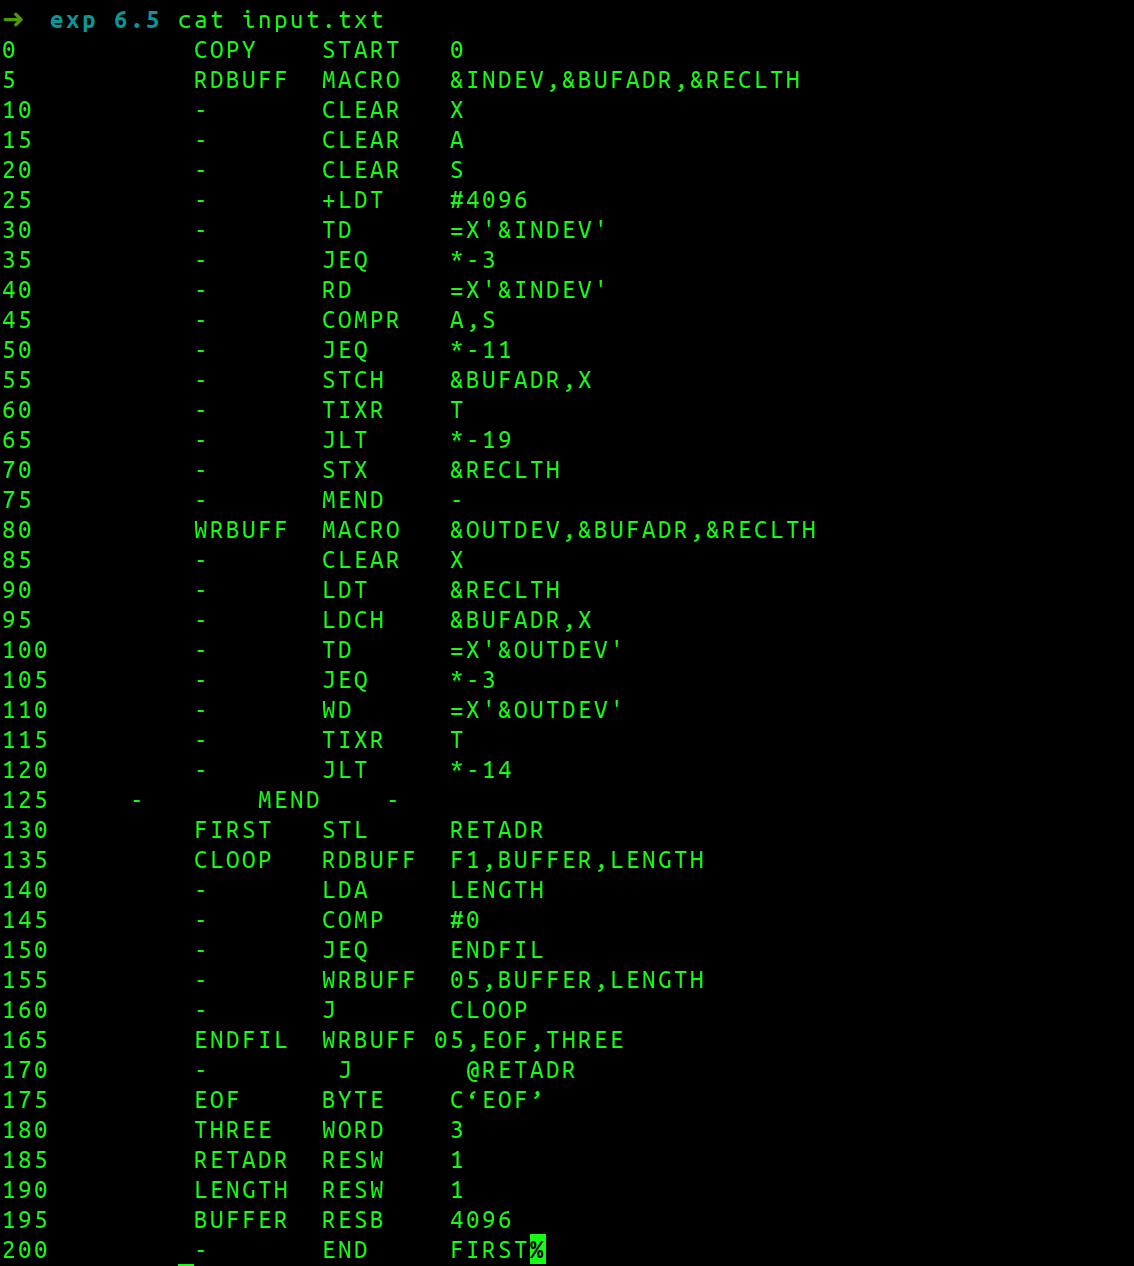 ➜ exp 6.5 cat input.txt
0 COPY START 0
5 RDBUFF MACRO &INDEV,&BUFADR,&RECLTH
10 - CLEAR X
15 - CLEAR A
20 - CLEAR S
25 - +LDT #4096
30 - TD =X'&INDEV'
35 - JEQ *-3
40 - RD =X'&INDEV'
45 - COMPR A,S
50 - JEQ *-11
55 - STCH &BUFADR,X
60 - TIXR T
65 - JLT *-19
70 - STX &RECLTH
75 - MEND -
80 WRBUFF MACRO &OUTDEV,&BUFADR,&RECLTH
85 - CLEAR X
90 - LDT &RECLTH
95 - LDCH &BUFADR,X
100 - TD =X'&OUTDEV'
105 - JEQ *-3
110 - WD =X'&OUTDEV'
115 - TIXR T
120 - JLT *-14
125 - MEND -
130 FIRST STL RETADR
135 CLOOP RDBUFF F1,BUFFER,LENGTH
140 - LDA LENGTH
145 - COMP #0
150 - JEQ ENDFIL
155 - WRBUFF 05,BUFFER,LENGTH
160 - J CLOOP
165 ENDFIL WRBUFF 05,EOF,THREE
170 - J @RETADR
175 EOF BYTE C‘EOF’
180 THREE WORD 3
185 RETADR RESW 1
190 LENGTH RESW 1
195 BUFFER RESB 4096
200 - END FIRST%